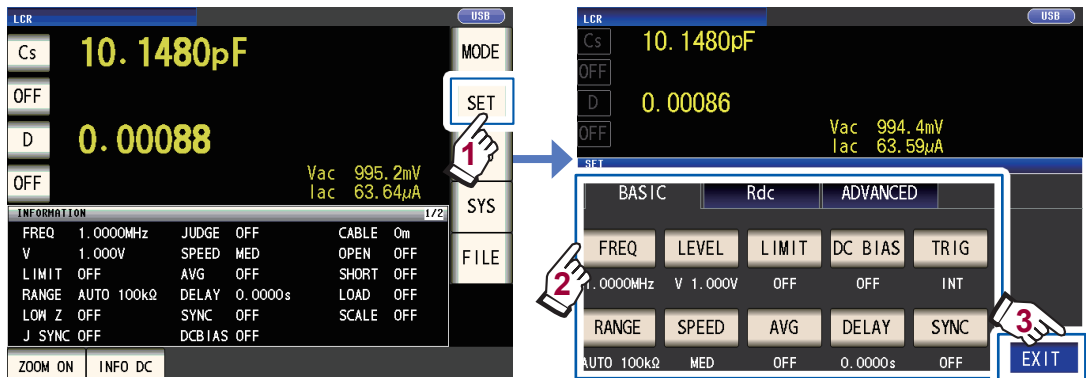 LCR
USB
Cs
10.1480pF
MODE
OFF
SET
1
D
0.00088
OFF
Vac 995.2mV
Iac 63.64µA
SYS
INFORMATION 1/2
FILE
FREQ 1.0000MHz JUDGE OFF CABLE 0m
V 1.000V SPEED MED OPEN OFF
LIMIT OFF AVG OFF SHORT OFF
RANGE AUTO 100kΩ DELAY 0.0000s LOAD OFF
LOW Z OFF SYNC OFF SCALE OFF
J SYNC OFF DCBIAS OFF
ZOOM ON INFO DC
LCR
USB
Cs
10.1480pF
OFF
D
0.00086
OFF
Vac 994.4mV
Iac 63.59µA
SET
BASIC Rdc ADVANCED
FREQ LEVEL LIMIT DC BIAS TRIG
2
1.0000MHz V 1.000V OFF OFF INT
RANGE SPEED AVG DELAY SYNC
3
AUTO 100kΩ MED OFF 0.0000s OFF
EXIT